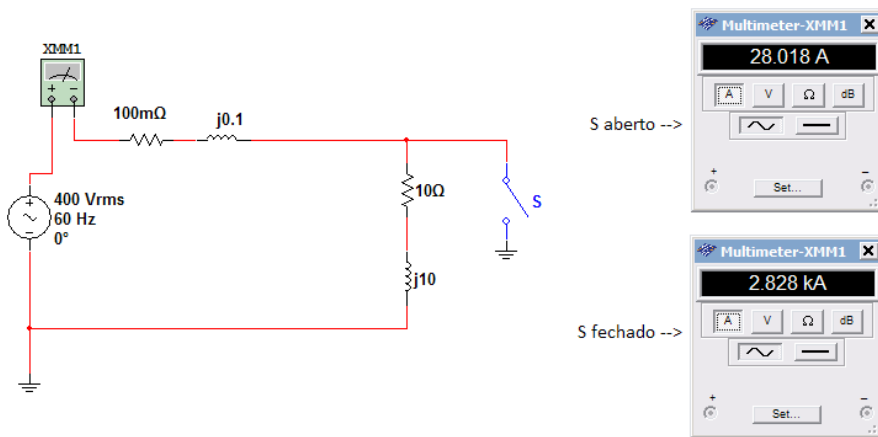 XMM1
100mΩ
j0.1
400 Vrms
60 Hz
0°
10Ω
j10
S
S aberto -->
Multimeter-XMM1
28.018 A
A V Ω dB
+ −
Set...
S fechado -->
Multimeter-XMM1
2.828 kA
A V Ω dB
+ −
Set...